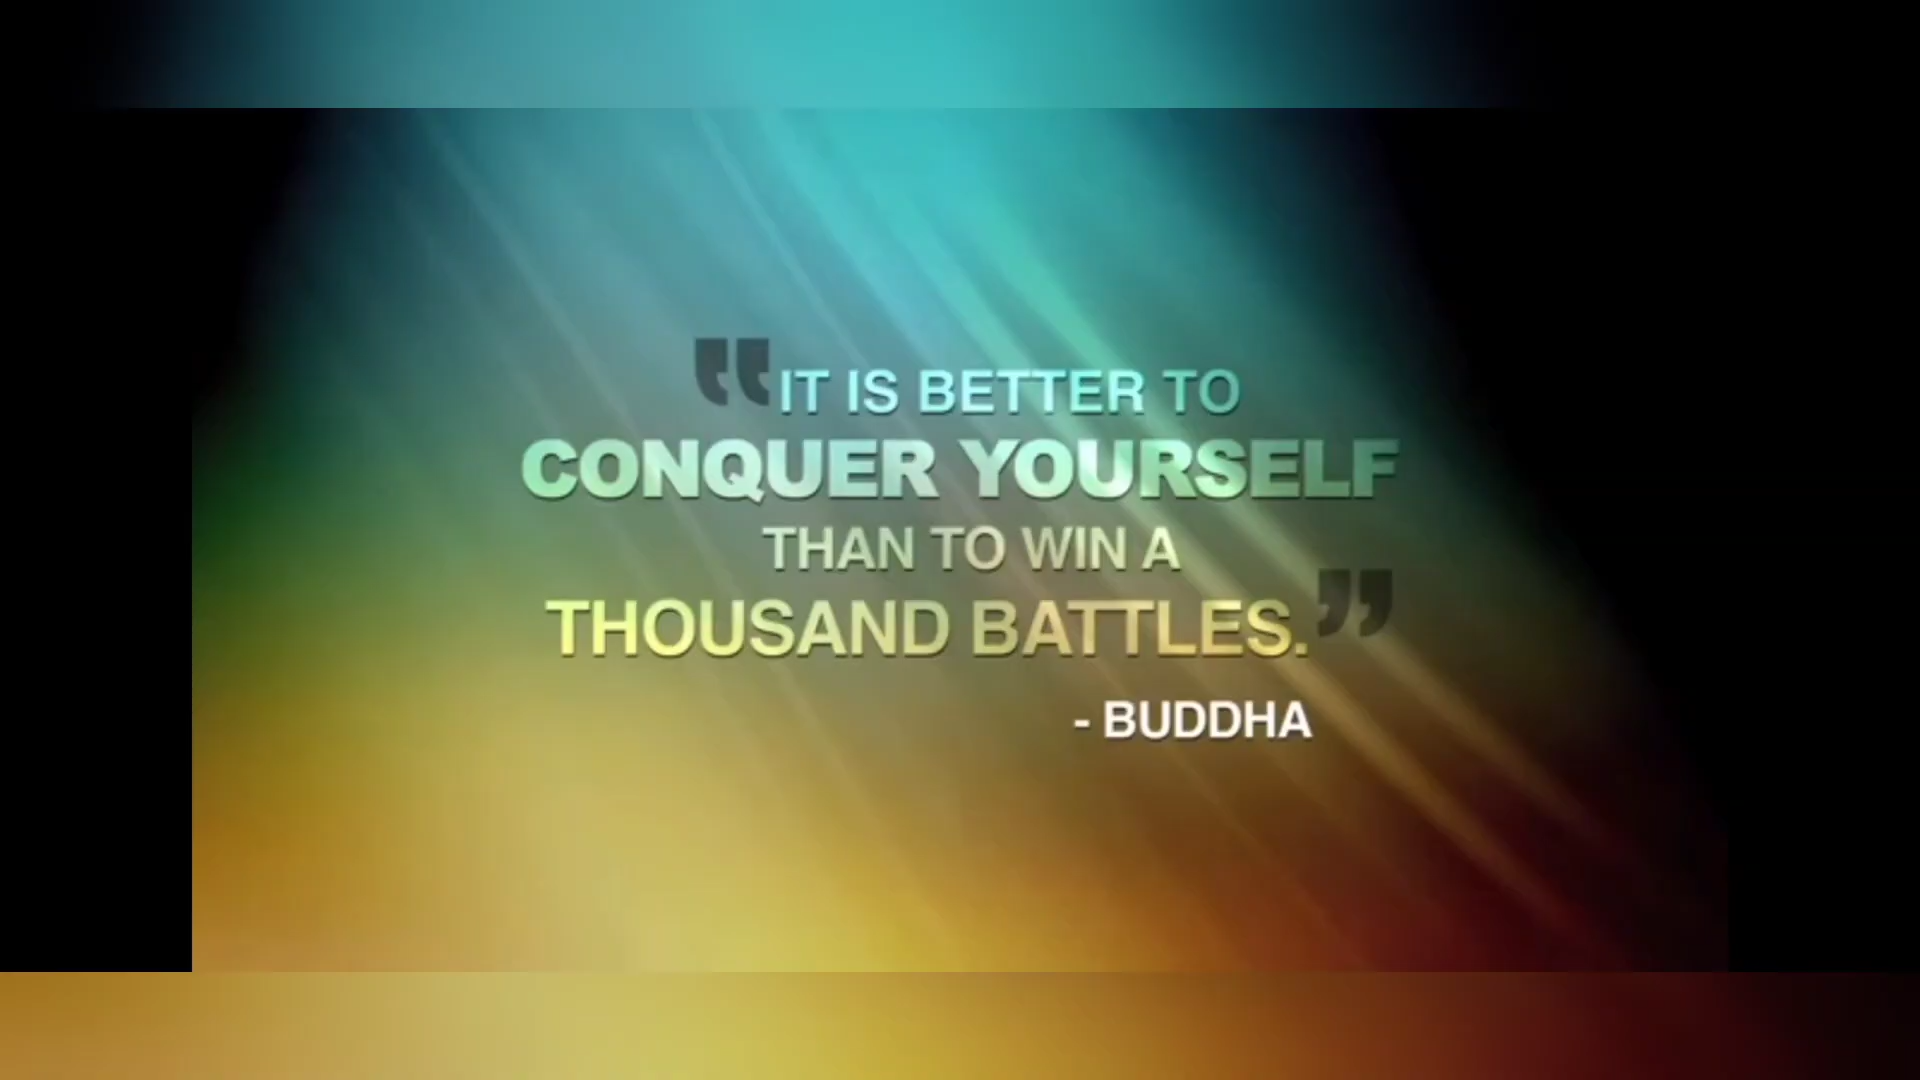 “IT IS BETTER TO
CONQUER YOURSELF
THAN TO WIN A
THOUSAND BATTLES.”
- BUDDHA